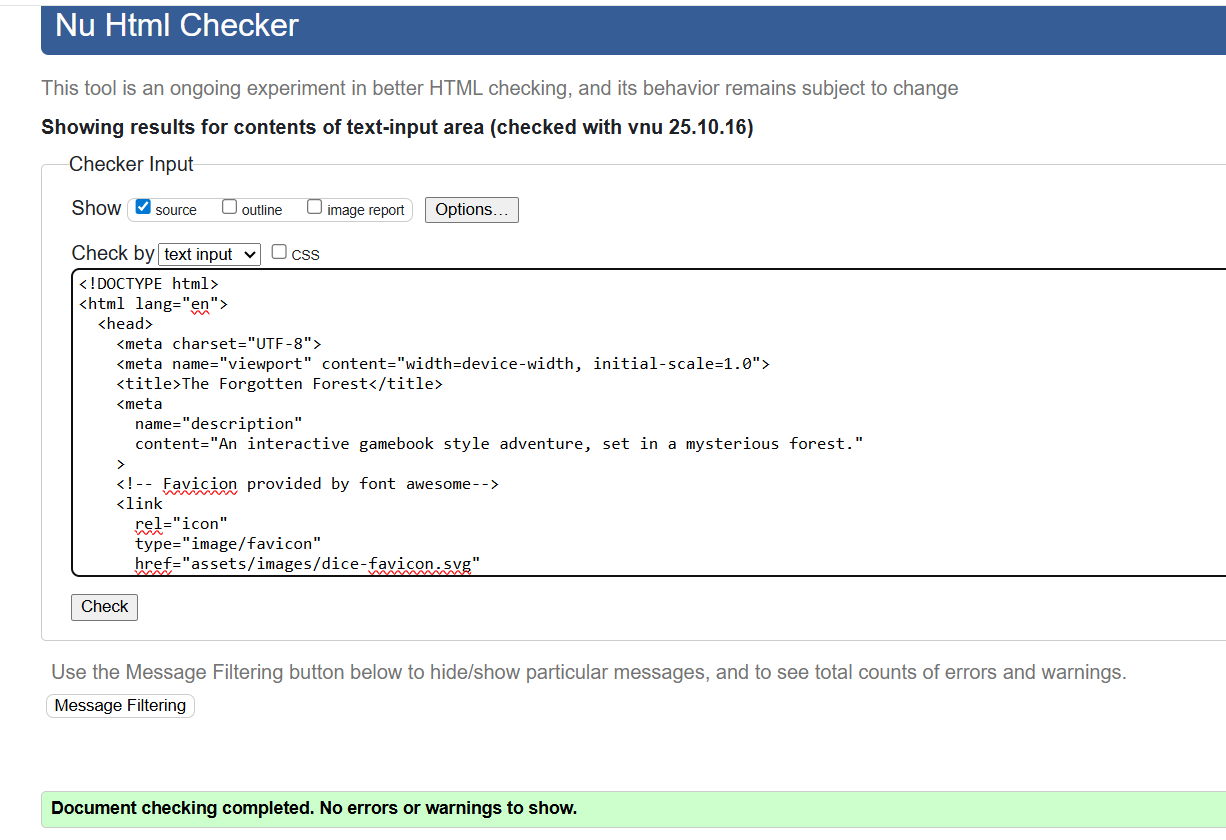 Nu Html Checker
This tool is an ongoing experiment in better HTML checking, and its behavior remains subject to change
Showing results for contents of text-input area (checked with vnu 25.10.16)
Checker Input
Show source outline image report Options...
Check by text input CSS
<!DOCTYPE html>
<html lang="en">
  <head>
    <meta charset="UTF-8">
    <meta name="viewport" content="width=device-width, initial-scale=1.0">
    <title>The Forgotten Forest</title>
    <meta
      name="description"
      content="An interactive gamebook style adventure, set in a mysterious forest."
    >
    <!-- Favicion provided by font awesome-->
    <link
      rel="icon"
      type="image/favicon"
      href="assets/images/dice-favicon.svg"
Check
Use the Message Filtering button below to hide/show particular messages, and to see total counts of errors and warnings.
Message Filtering
Document checking completed. No errors or warnings to show.